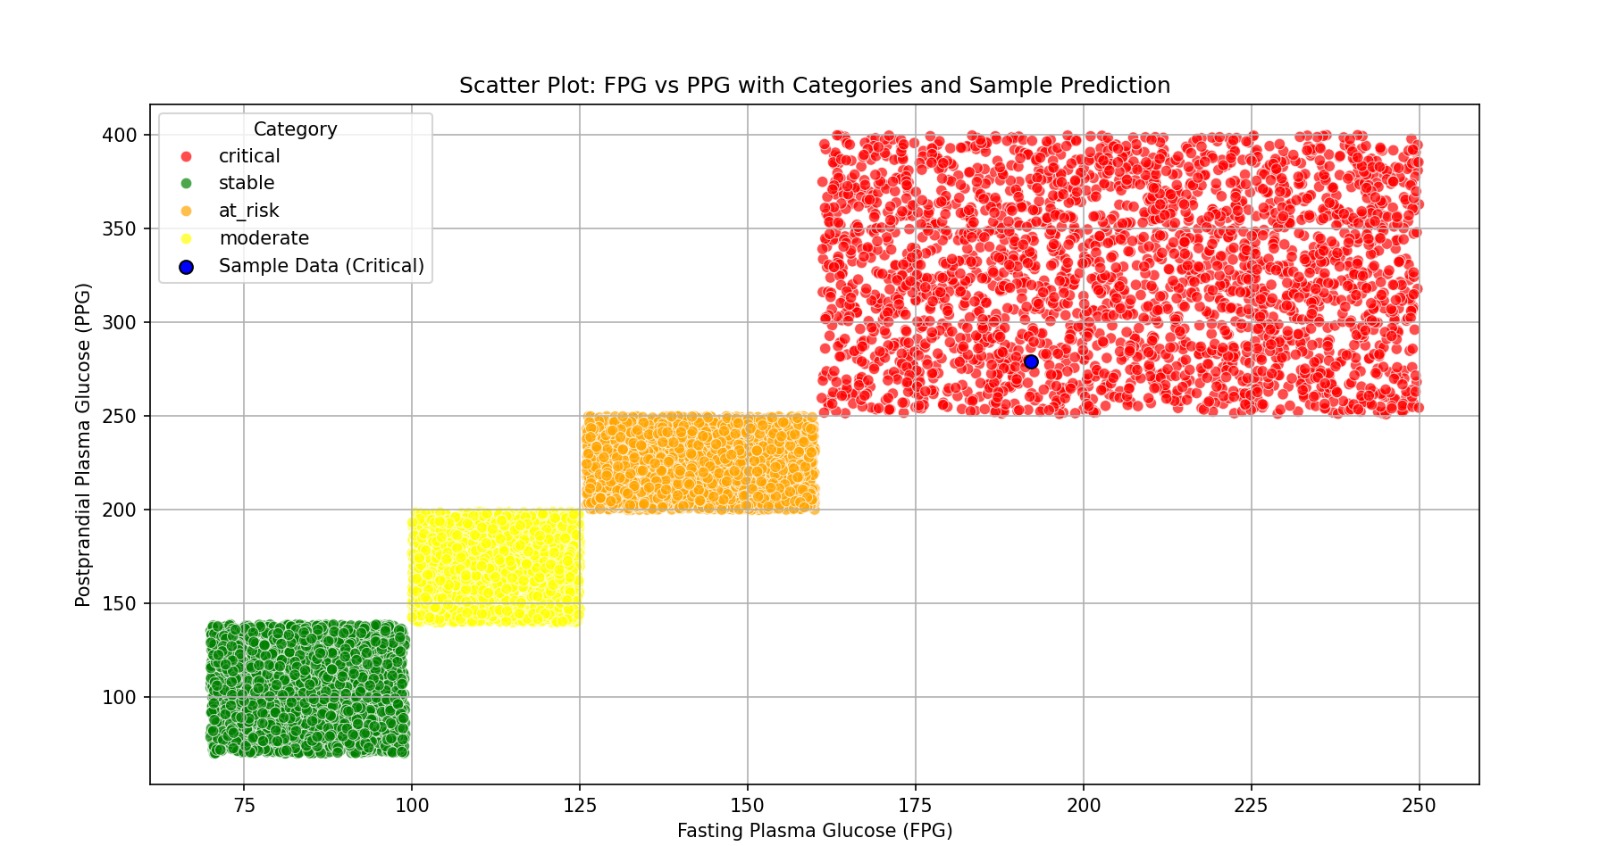 Scatter Plot: FPG vs PPG with Categories and Sample Prediction
Category
critical
stable
at_risk
moderate
Sample Data (Critical)
Postprandial Plasma Glucose (PPG)
400
350
300
250
200
150
100
75 100 125 150 175 200 225 250
Fasting Plasma Glucose (FPG)